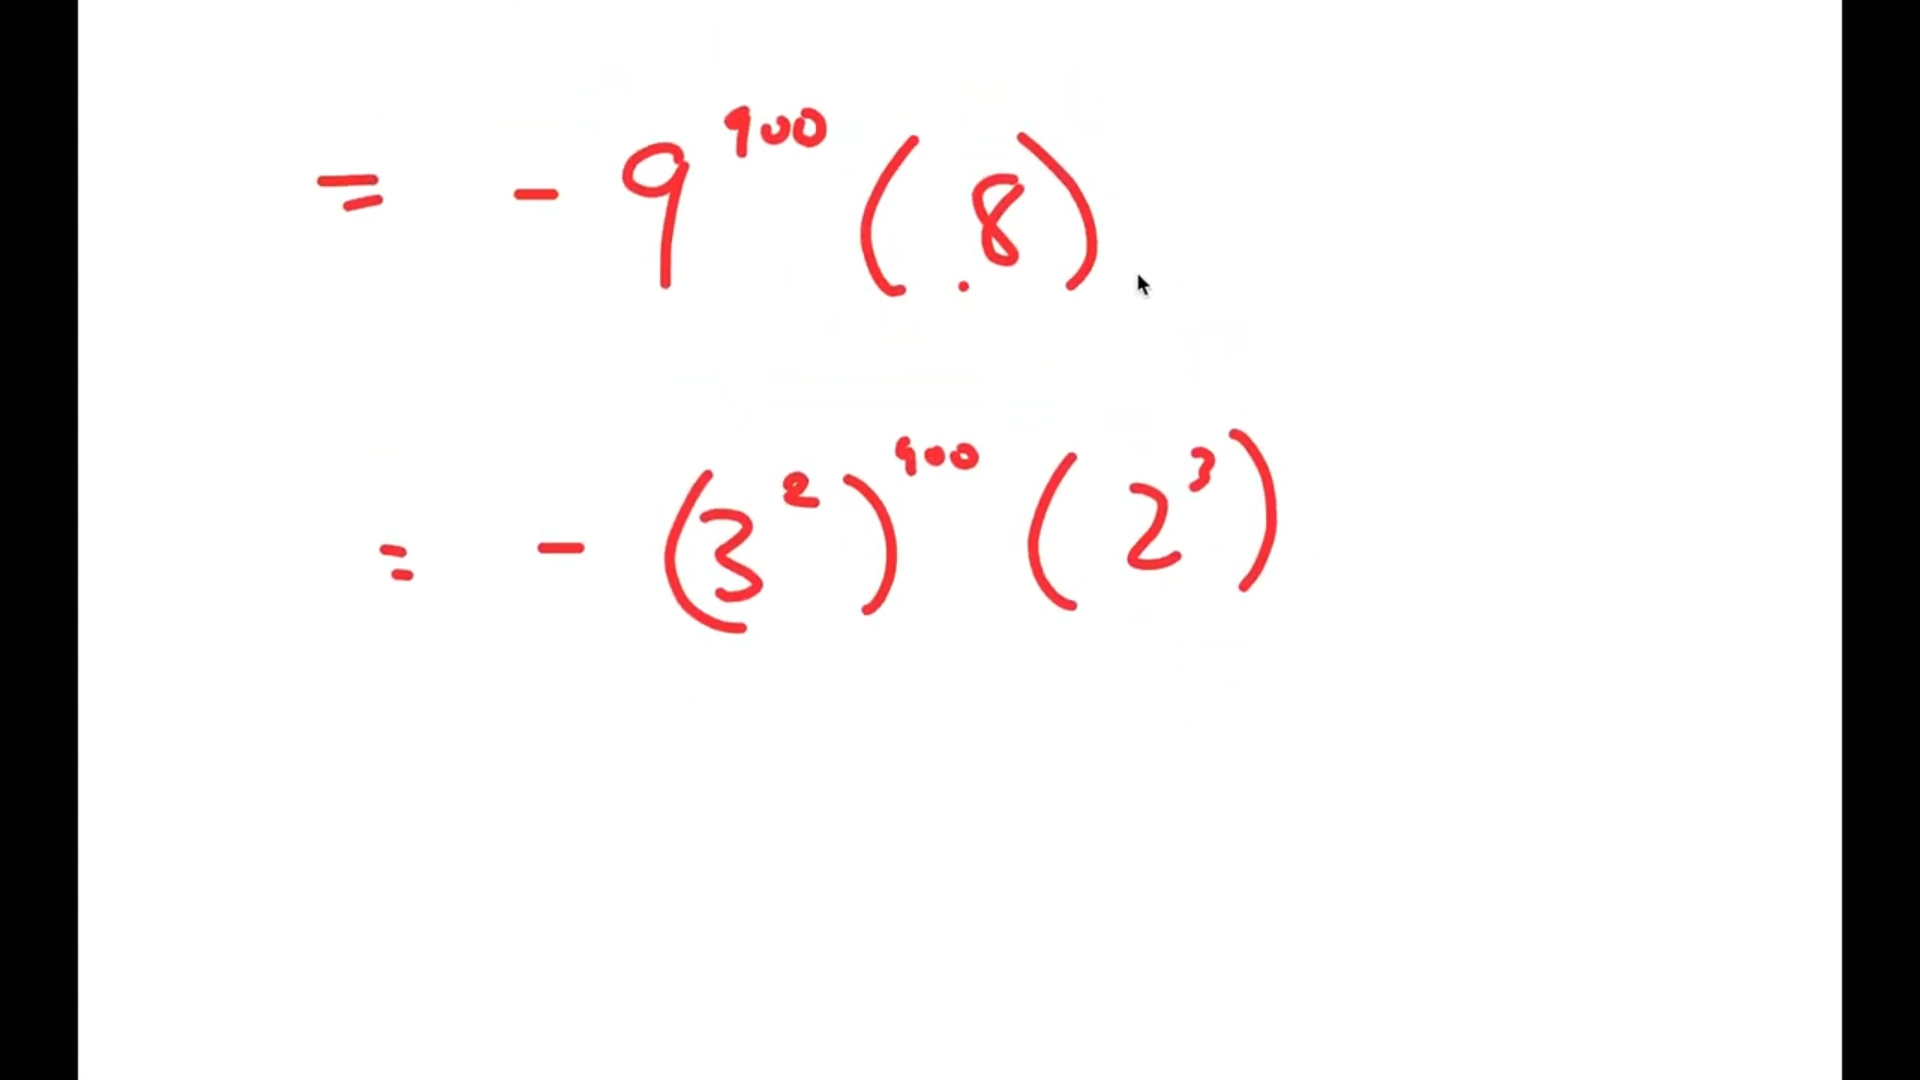 = - 9^900 (.8)
= - (3^2)^900 (2^3)